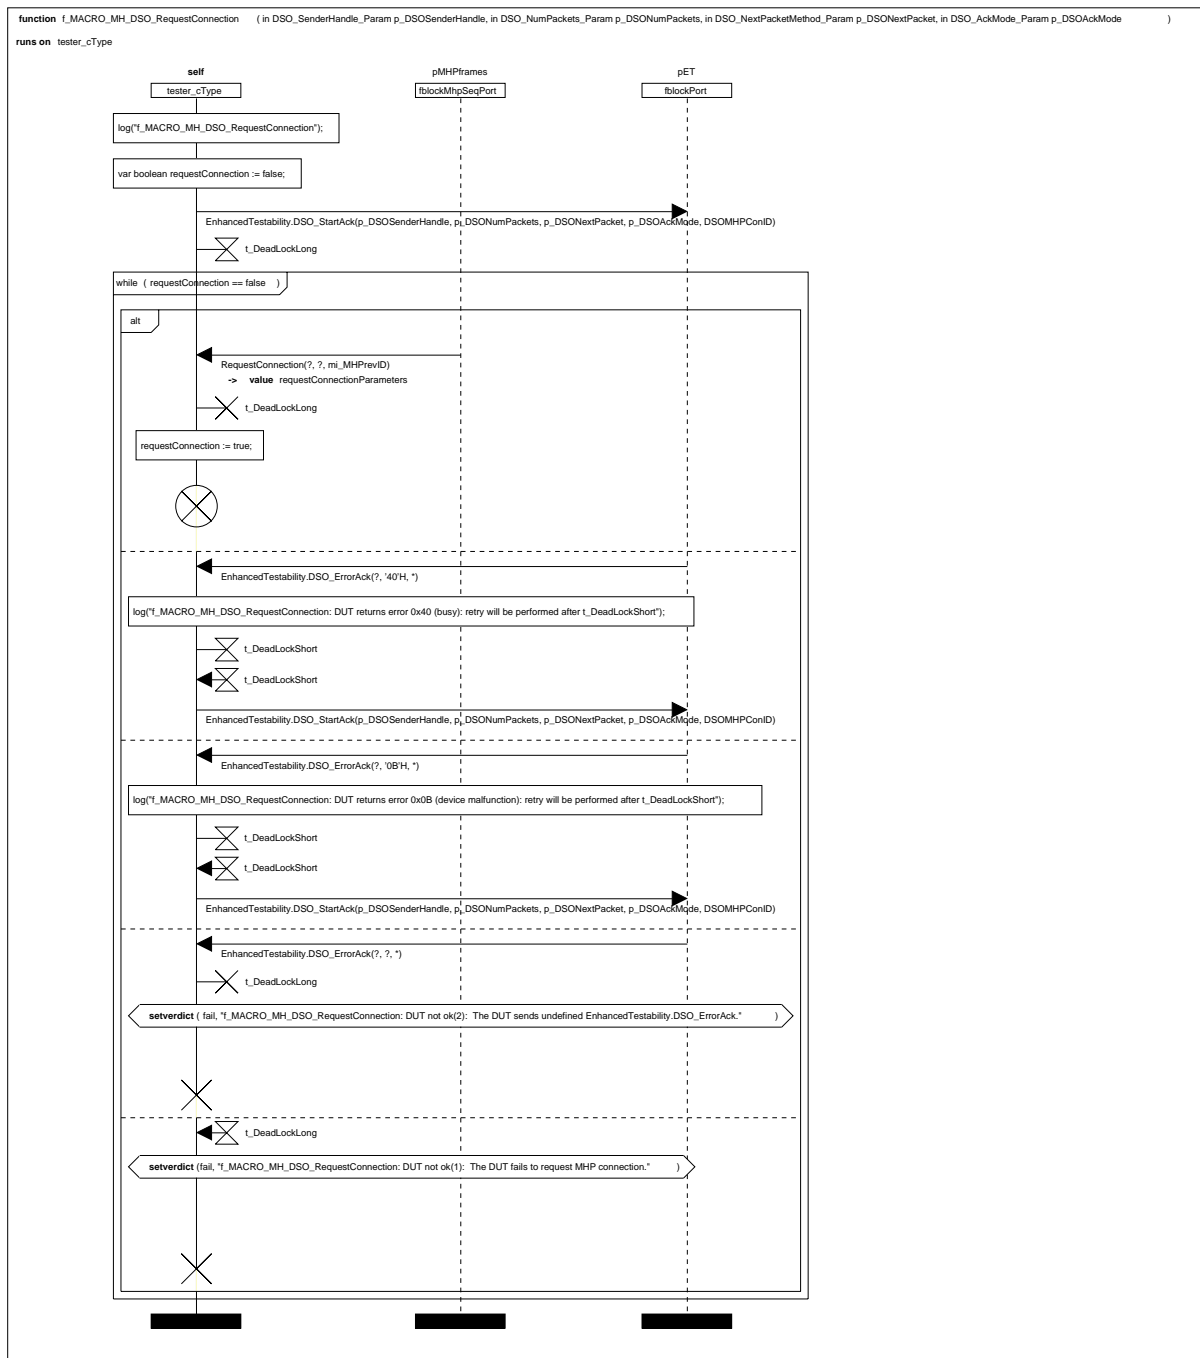 function f_MACRO_MH_DSO_RequestConnection ( in DSO_SenderHandle_Param p_DSOSenderHandle, in DSO_NumPackets_Param p_DSONumPackets, in DSO_NextPacketMethod_Param p_DSONextPacket, in DSO_AckMode_Param p_DSOAckMode )
runs on tester_cType
self pMHPframes pET
tester_cType fblockMhpSeqPort fblockPort
log("f_MACRO_MH_DSO_RequestConnection");
var boolean requestConnection := false;
EnhancedTestability.DSO_StartAck(p_DSOSenderHandle, p_DSONumPackets, p_DSONextPacket, p_DSOAckMode, DSOMHPConID)
t_DeadLockLong
while ( requestConnection == false )
alt
RequestConnection(?, ?, mi_MHPrevID)
-> value requestConnectionParameters
t_DeadLockLong
requestConnection := true;
EnhancedTestability.DSO_ErrorAck(?, '40'H, *)
log("f_MACRO_MH_DSO_RequestConnection: DUT returns error 0x40 (busy): retry will be performed after t_DeadLockShort");
t_DeadLockShort
t_DeadLockShort
EnhancedTestability.DSO_StartAck(p_DSOSenderHandle, p_DSONumPackets, p_DSONextPacket, p_DSOAckMode, DSOMHPConID)
EnhancedTestability.DSO_ErrorAck(?, '0B'H, *)
log("f_MACRO_MH_DSO_RequestConnection: DUT returns error 0x0B (device malfunction): retry will be performed after t_DeadLockShort");
t_DeadLockShort
t_DeadLockShort
EnhancedTestability.DSO_StartAck(p_DSOSenderHandle, p_DSONumPackets, p_DSONextPacket, p_DSOAckMode, DSOMHPConID)
EnhancedTestability.DSO_ErrorAck(?, ?, *)
t_DeadLockLong
setverdict ( fail, "f_MACRO_MH_DSO_RequestConnection: DUT not ok(2): The DUT sends undefined EnhancedTestability.DSO_ErrorAck." )
t_DeadLockLong
setverdict (fail, "f_MACRO_MH_DSO_RequestConnection: DUT not ok(1): The DUT fails to request MHP connection." )